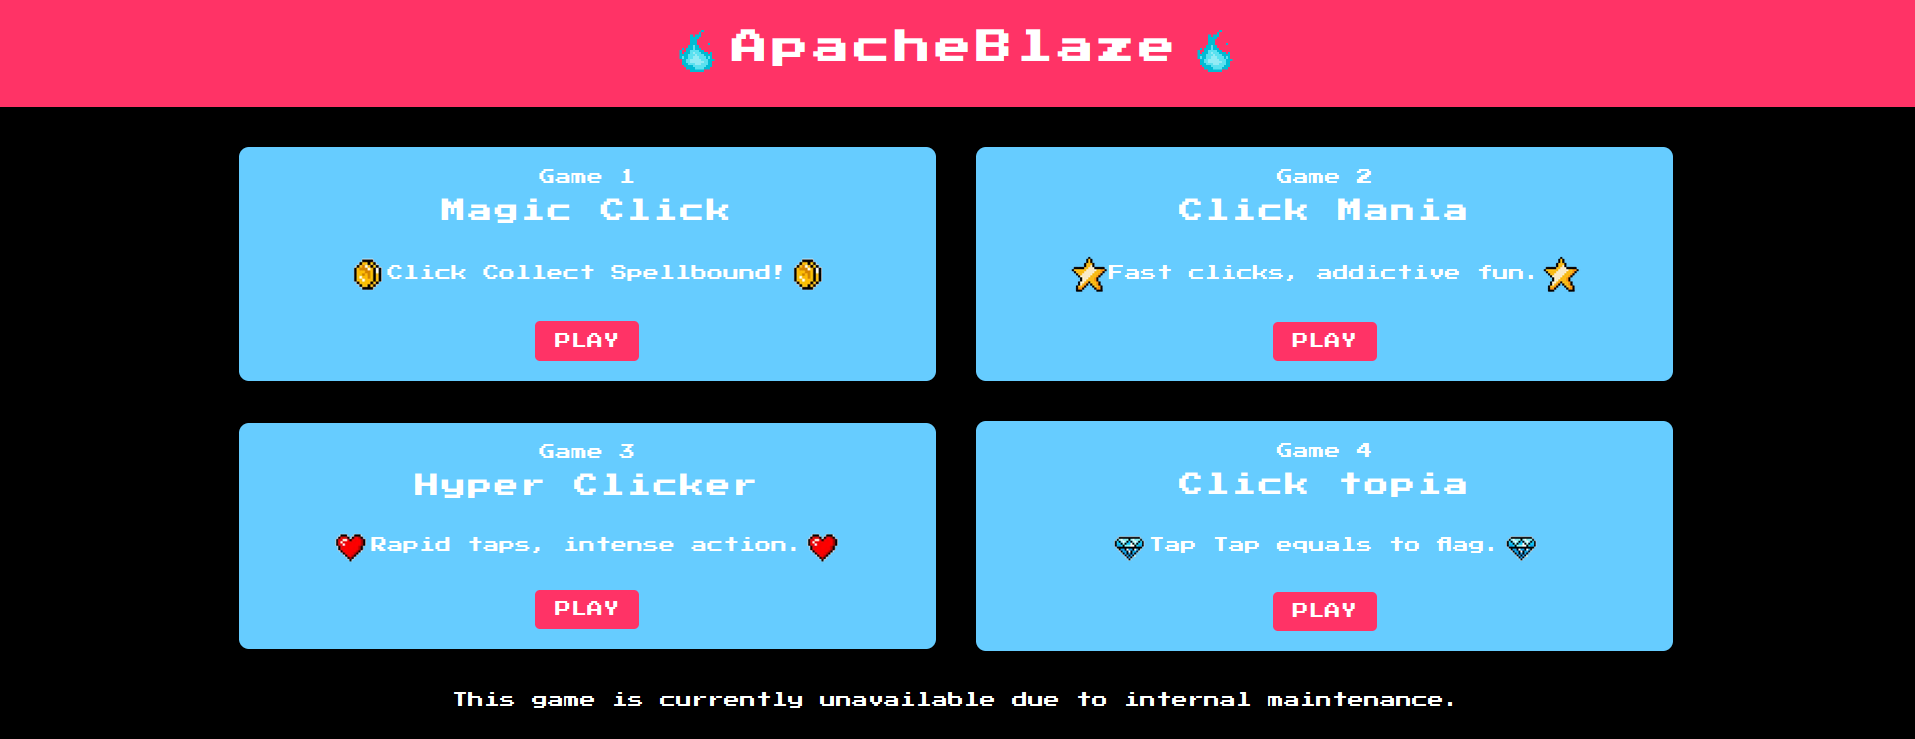 ApacheBlaze
Game 1
Magic Click
Click Collect Spellbound!
PLAY
Game 2
Click Mania
Fast clicks, addictive fun.
PLAY
Game 3
Hyper Clicker
Rapid taps, intense action.
PLAY
Game 4
Click topia
Tap Tap equals to flag.
PLAY
This game is currently unavailable due to internal maintenance.